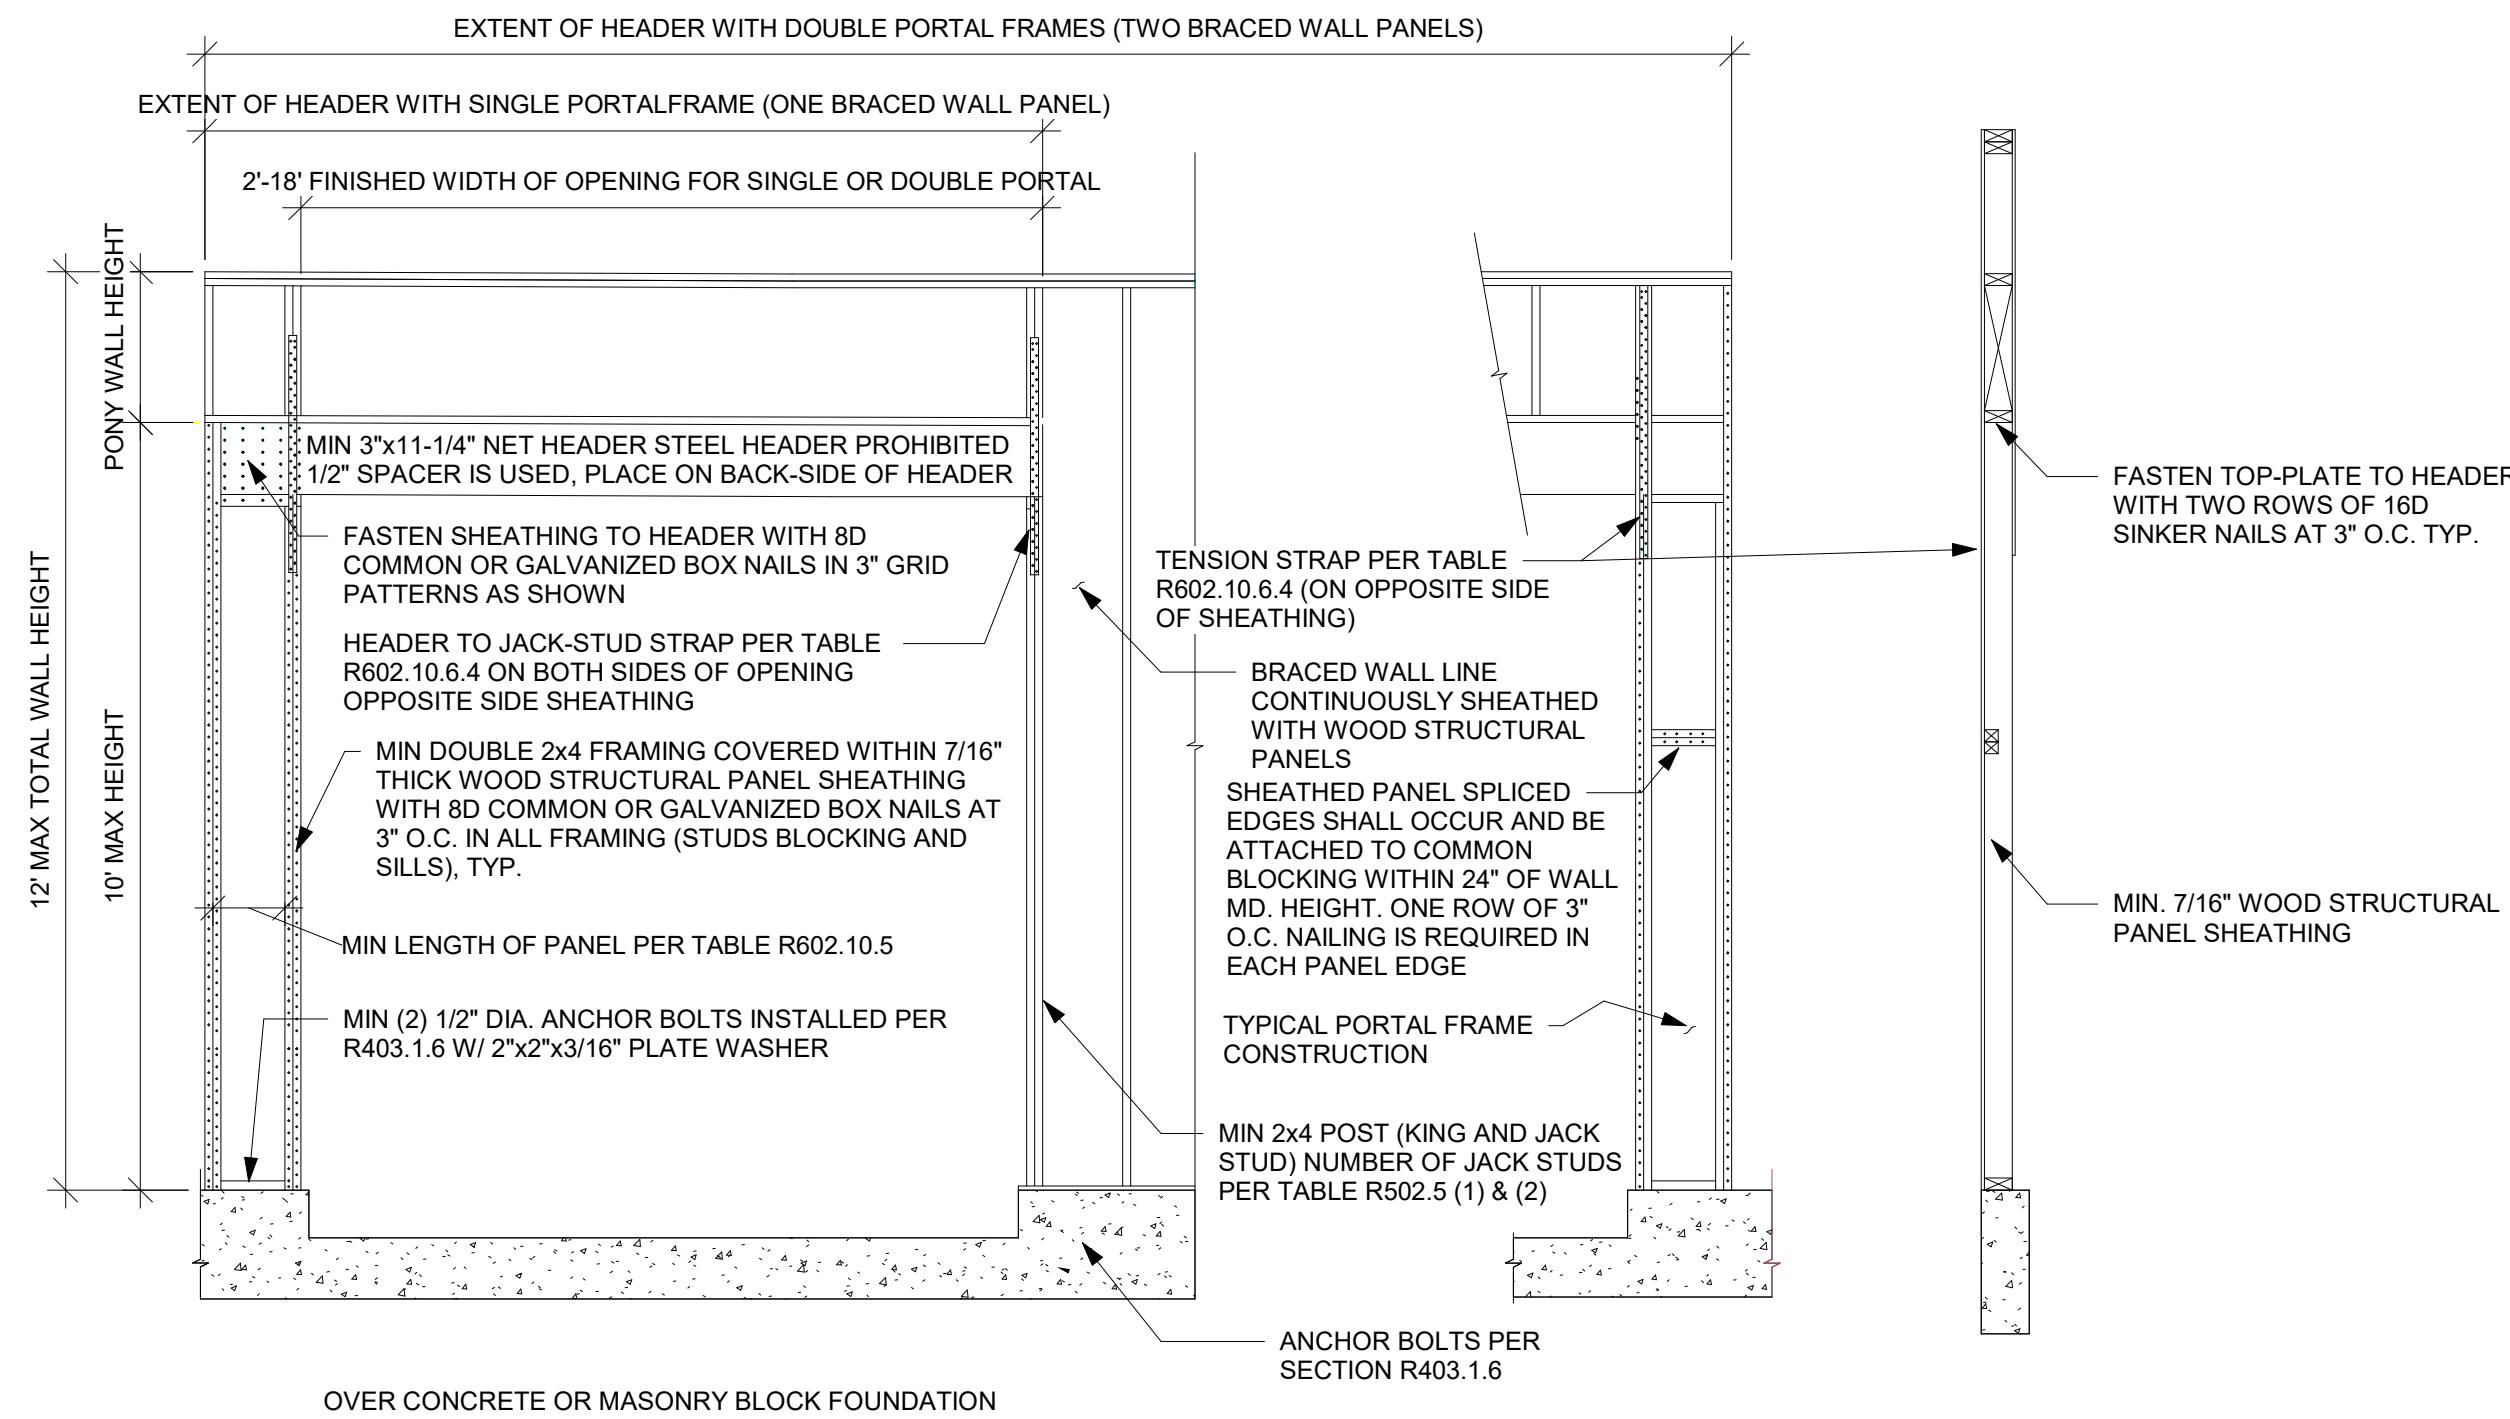 EXTENT OF HEADER WITH DOUBLE PORTAL FRAMES (TWO BRACED WALL PANELS)
EXTENT OF HEADER WITH SINGLE PORTALFRAME (ONE BRACED WALL PANEL)
2'-18' FINISHED WIDTH OF OPENING FOR SINGLE OR DOUBLE PORTAL
PONY WALL HEIGHT
12' MAX TOTAL WALL HEIGHT
10' MAX HEIGHT
MIN 3"x11-1/4" NET HEADER STEEL HEADER PROHIBITED
1/2" SPACER IS USED, PLACE ON BACK-SIDE OF HEADER
FASTEN SHEATHING TO HEADER WITH 8D
COMMON OR GALVANIZED BOX NAILS IN 3" GRID
PATTERNS AS SHOWN
HEADER TO JACK-STUD STRAP PER TABLE
R602.10.6.4 ON BOTH SIDES OF OPENING
OPPOSITE SIDE SHEATHING
MIN DOUBLE 2x4 FRAMING COVERED WITHIN 7/16"
THICK WOOD STRUCTURAL PANEL SHEATHING
WITH 8D COMMON OR GALVANIZED BOX NAILS AT
3" O.C. IN ALL FRAMING (STUDS BLOCKING AND
SILLS), TYP.
MIN LENGTH OF PANEL PER TABLE R602.10.5
MIN (2) 1/2" DIA. ANCHOR BOLTS INSTALLED PER
R403.1.6 W/ 2"x2"x3/16" PLATE WASHER
TENSION STRAP PER TABLE
R602.10.6.4 (ON OPPOSITE SIDE
OF SHEATHING)
BRACED WALL LINE
CONTINUOUSLY SHEATHED
WITH WOOD STRUCTURAL
PANELS
SHEATHED PANEL SPLICED
EDGES SHALL OCCUR AND BE
ATTACHED TO COMMON
BLOCKING WITHIN 24" OF WALL
MD. HEIGHT. ONE ROW OF 3"
O.C. NAILING IS REQUIRED IN
EACH PANEL EDGE
TYPICAL PORTAL FRAME
CONSTRUCTION
MIN 2x4 POST (KING AND JACK
STUD) NUMBER OF JACK STUDS
PER TABLE R502.5 (1) & (2)
ANCHOR BOLTS PER
SECTION R403.1.6
FASTEN TOP-PLATE TO HEADER
WITH TWO ROWS OF 16D
SINKER NAILS AT 3" O.C. TYP.
MIN. 7/16" WOOD STRUCTURAL
PANEL SHEATHING
OVER CONCRETE OR MASONRY BLOCK FOUNDATION